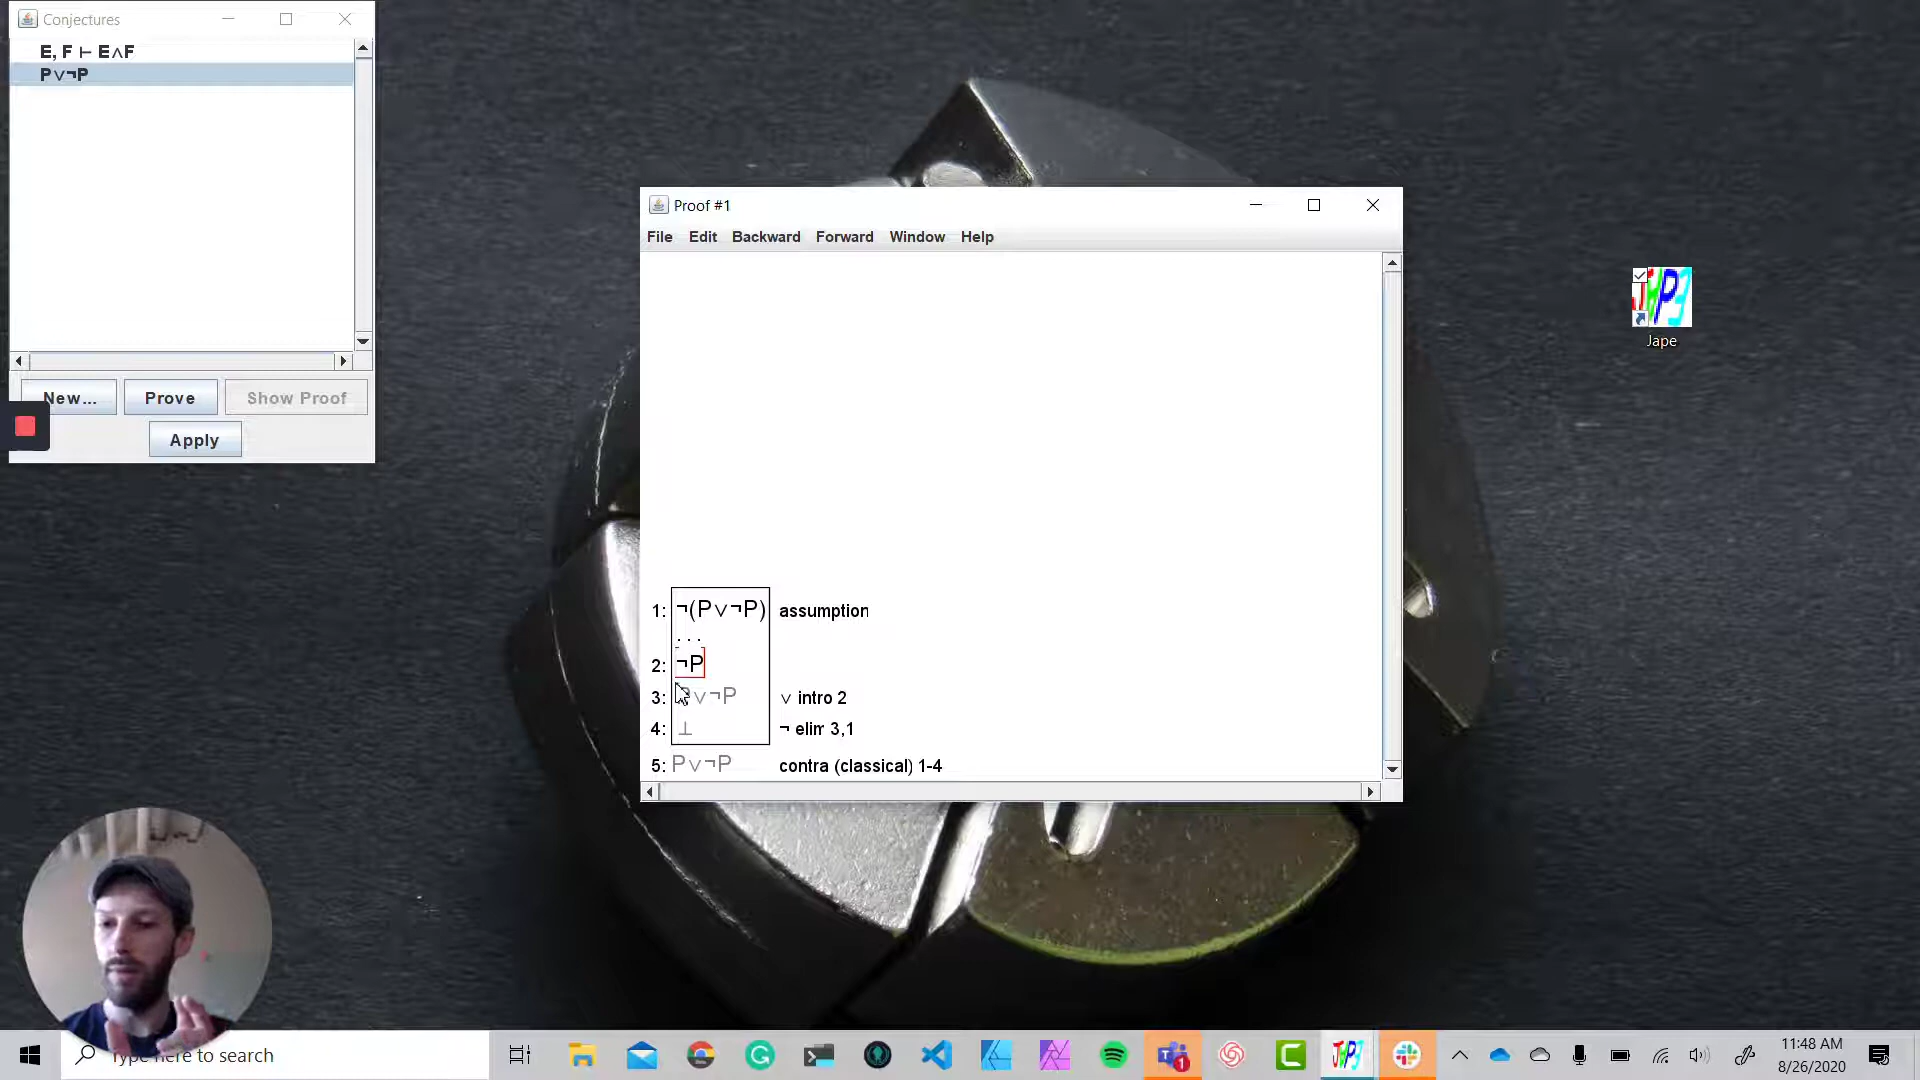 Conjectures
E, F ⊢ E∧F
P∨¬P
New...
Prove
Show Proof
Apply
Proof #1
File Edit Backward Forward Window Help
1: ¬(P∨¬P) assumption
...
2: ¬P
3: P∨¬P ∨ intro 2
4: ⊥ ¬ elim 3,1
5: P∨¬P contra (classical) 1-4
Jape
Type here to search
11:48 AM
8/26/2020